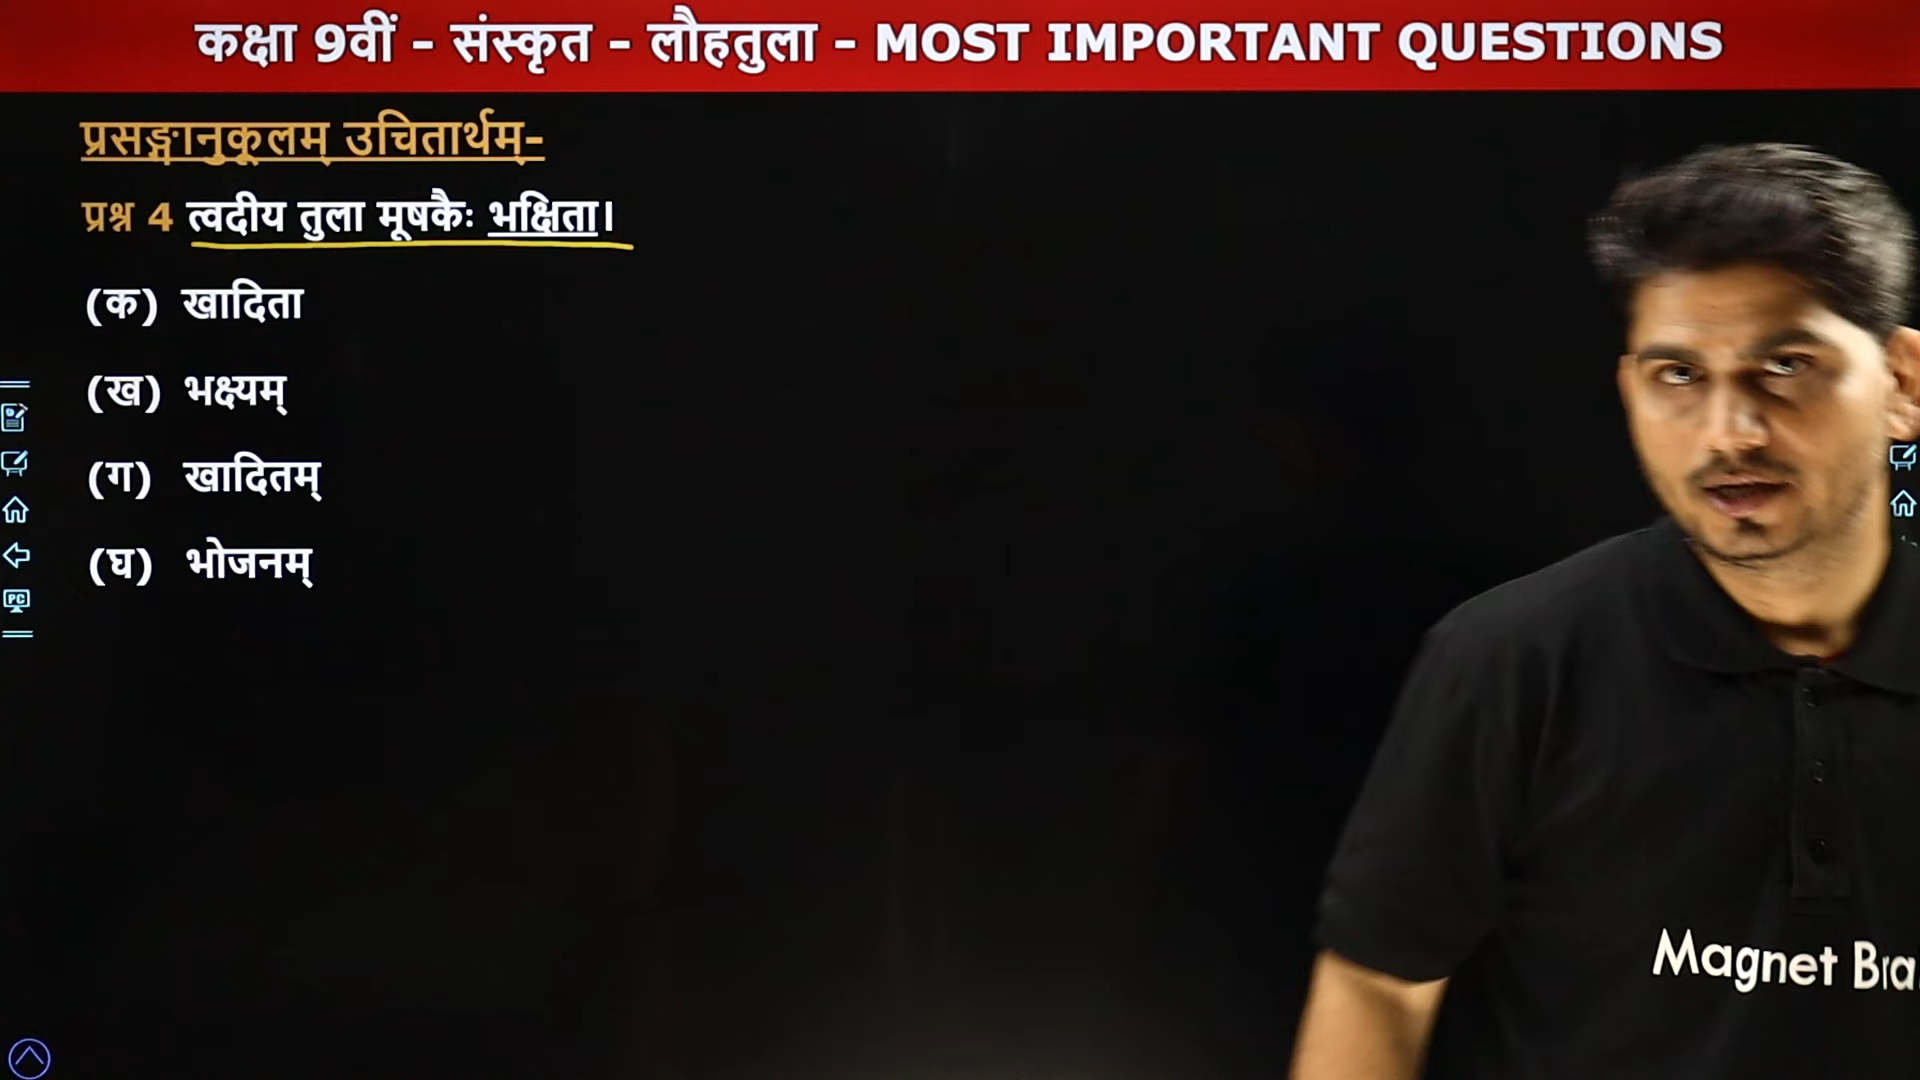 कक्षा 9वीं – संस्कृत – लौहतुला – MOST IMPORTANT QUESTIONS
प्रसङ्गानुकूलम् उचितार्थम्-
प्रश्न 4 त्वदीय तुला मूषकैः भक्षिता।
(क) खादिता
(ख) भक्ष्यम्
(ग) खादितम्
(घ) भोजनम्
PC
Magnet Bra